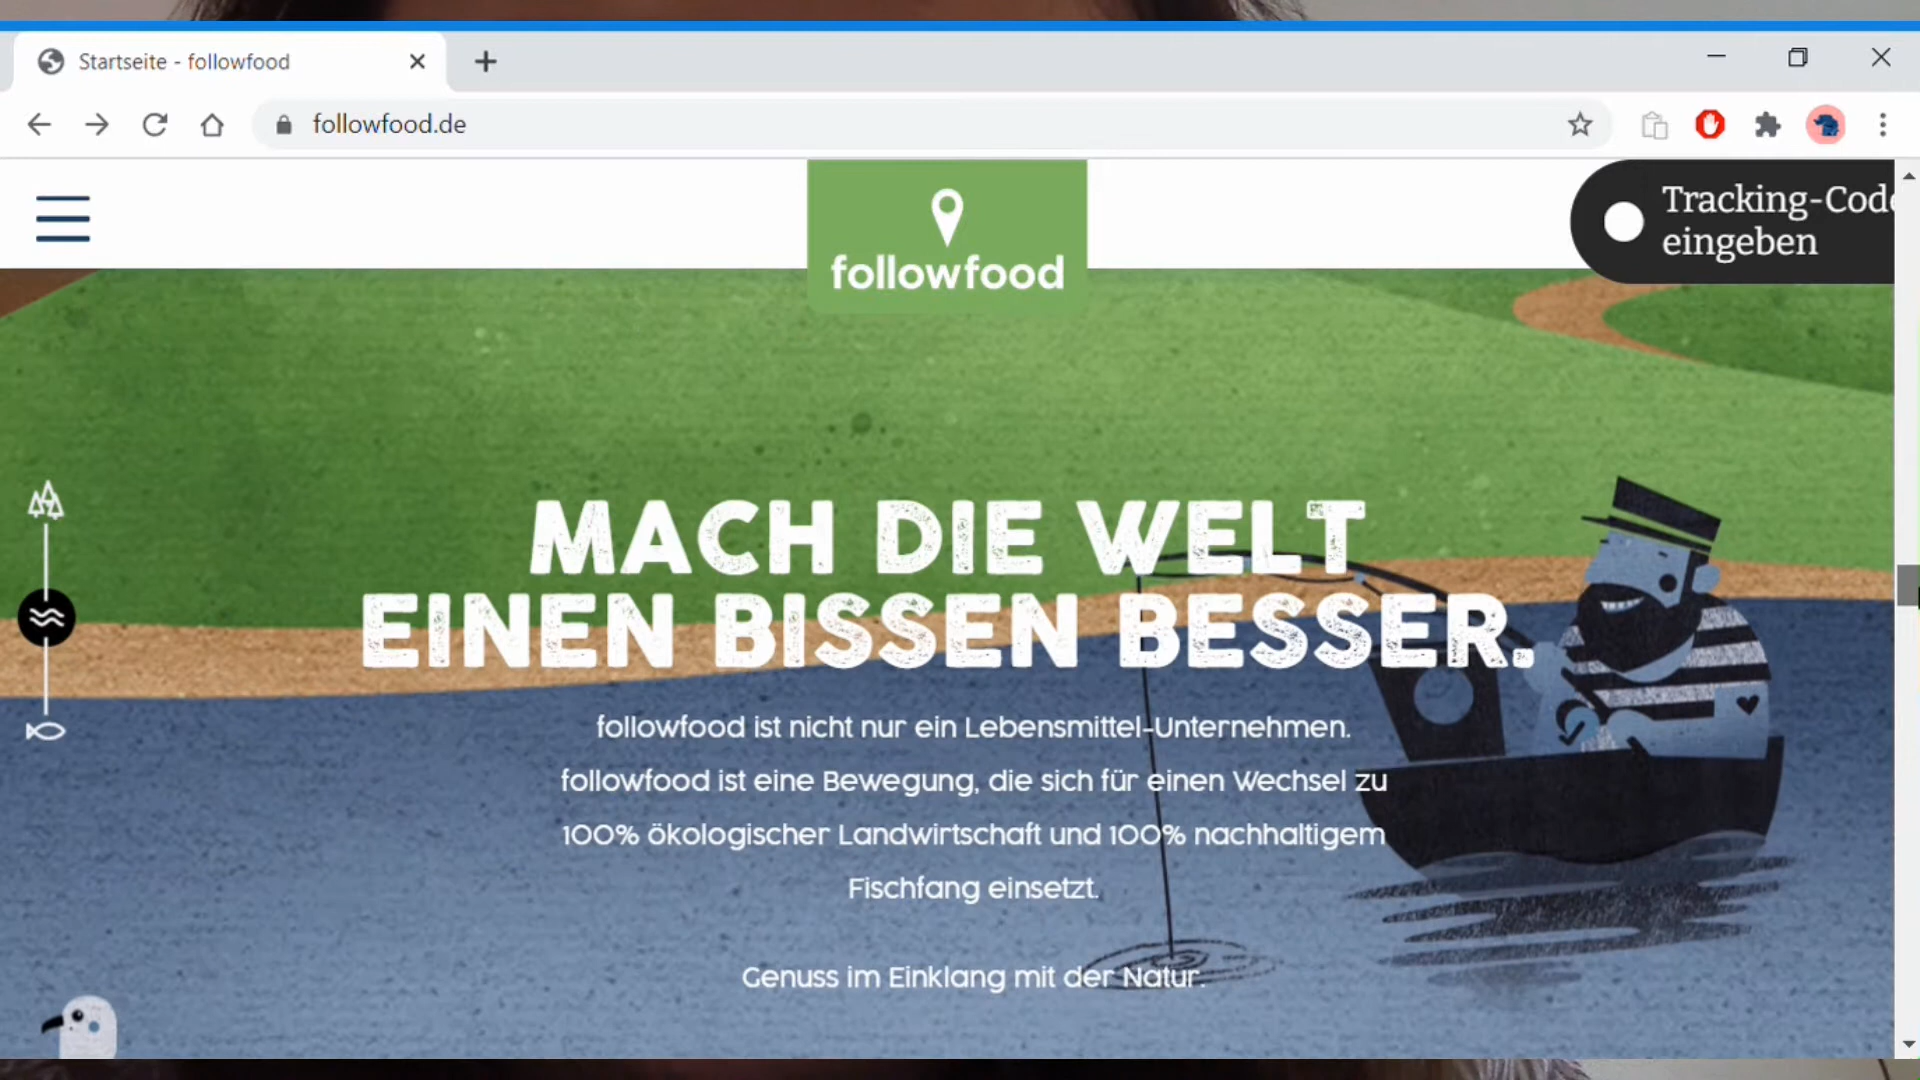 Startseite - followfood
followfood.de
followfood
Tracking-Code
eingeben
MACH DIE WELT
EINEN BISSEN BESSER.
followfood ist nicht nur ein Lebensmittel-Unternehmen.
followfood ist eine Bewegung, die sich für einen Wechsel zu
100% ökologischer Landwirtschaft und 100% nachhaltigem
Fischfang einsetzt.
Genuss im Einklang mit der Natur.